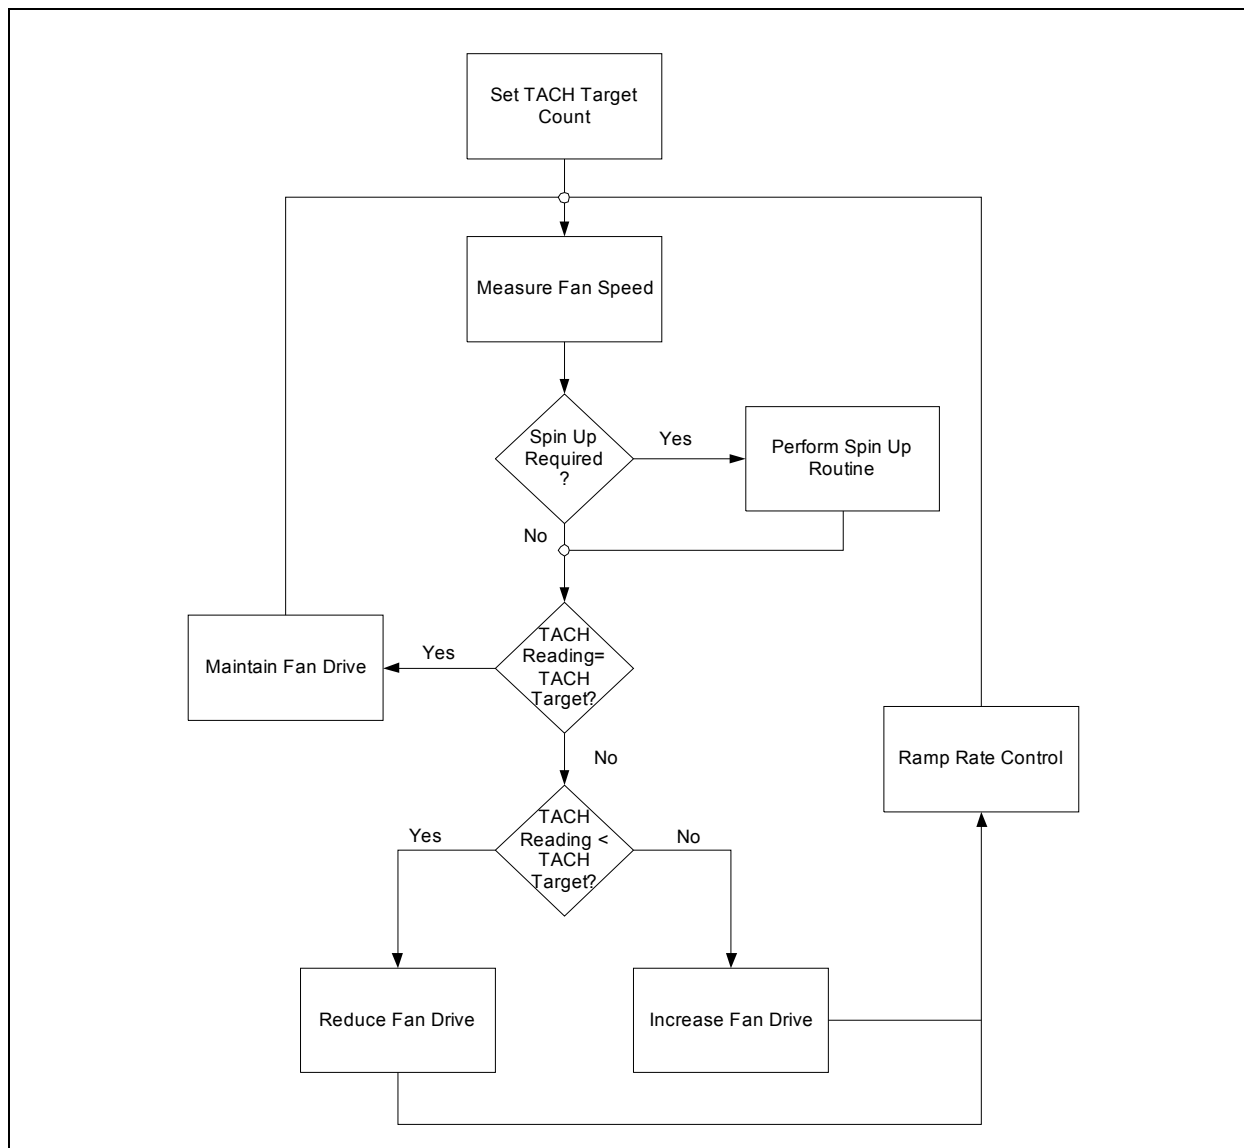 Set TACH Target
Count
Measure Fan Speed
Spin Up
Required
?
Yes
Perform Spin Up
Routine
No
TACH
Reading=
TACH
Target?
Yes
Maintain Fan Drive
No
Ramp Rate Control
TACH
Reading <
TACH
Target?
Yes
No
Reduce Fan Drive
Increase Fan Drive